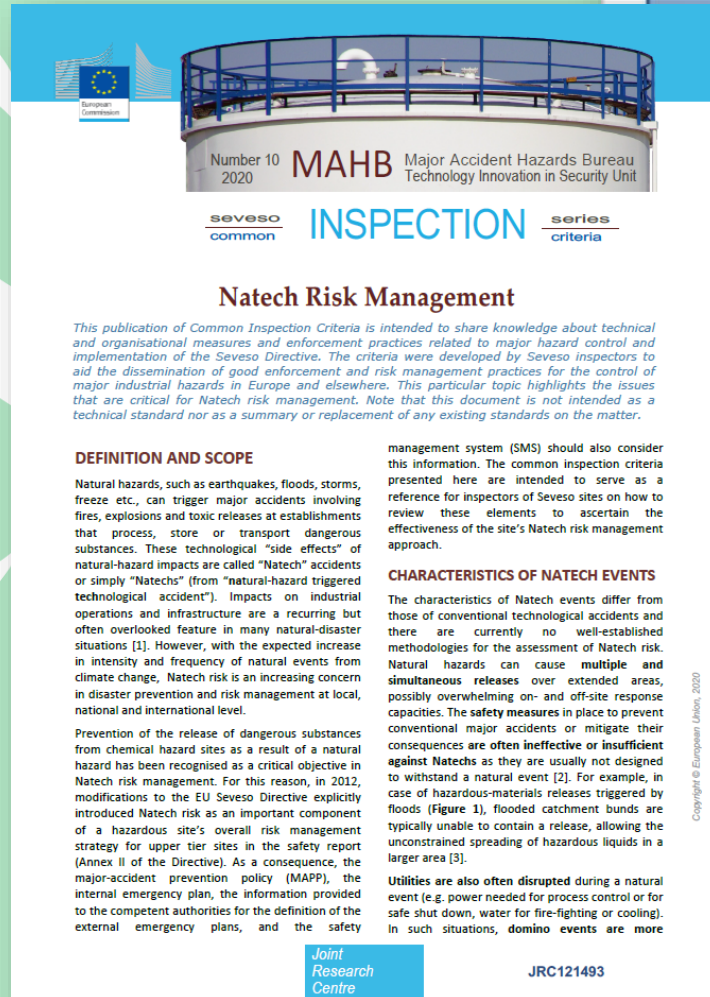 European
Commission
Number 10
2020
MAHB
Major Accident Hazards Bureau
Technology Innovation in Security Unit
seveso
common
INSPECTION
series
criteria
Natech Risk Management
This publication of Common Inspection Criteria is intended to share knowledge about technical
and organisational measures and enforcement practices related to major hazard control and
implementation of the Seveso Directive. The criteria were developed by Seveso inspectors to
aid the dissemination of good enforcement and risk management practices for the control of
major industrial hazards in Europe and elsewhere. This particular topic highlights the issues
that are critical for Natech risk management. Note that this document is not intended as a
technical standard nor as a summary or replacement of any existing standards on the matter.
DEFINITION AND SCOPE
Natural hazards, such as earthquakes, floods, storms,
freeze etc., can trigger major accidents involving
fires, explosions and toxic releases at establishments
that process, store or transport dangerous
substances. These technological “side effects” of
natural-hazard impacts are called “Natech” accidents
or simply “Natechs” (from “natural-hazard triggered
technological accident”). Impacts on industrial
operations and infrastructure are a recurring but
often overlooked feature in many natural-disaster
situations [1]. However, with the expected increase
in intensity and frequency of natural events from
climate change, Natech risk is an increasing concern
in disaster prevention and risk management at local,
national and international level.
Prevention of the release of dangerous substances
from chemical hazard sites as a result of a natural
hazard has been recognised as a critical objective in
Natech risk management. For this reason, in 2012,
modifications to the EU Seveso Directive explicitly
introduced Natech risk as an important component
of a hazardous site’s overall risk management
strategy for upper tier sites in the safety report
(Annex II of the Directive). As a consequence, the
major-accident prevention policy (MAPP), the
internal emergency plan, the information provided
to the competent authorities for the definition of the
external emergency plans, and the safety
management system (SMS) should also consider
this information. The common inspection criteria
presented here are intended to serve as a
reference for inspectors of Seveso sites on how to
review these elements to ascertain the
effectiveness of the site’s Natech risk management
approach.
CHARACTERISTICS OF NATECH EVENTS
The characteristics of Natech events differ from
those of conventional technological accidents and
there are currently no well-established
methodologies for the assessment of Natech risk.
Natural hazards can cause multiple and
simultaneous releases over extended areas,
possibly overwhelming on- and off-site response
capacities. The safety measures in place to prevent
conventional major accidents or mitigate their
consequences are often ineffective or insufficient
against Natechs as they are usually not designed
to withstand a natural event [2]. For example, in
case of hazardous-materials releases triggered by
floods (Figure 1), flooded catchment bunds are
typically unable to contain a release, allowing the
unconstrained spreading of hazardous liquids in a
larger area [3].
Utilities are also often disrupted during a natural
event (e.g. power needed for process control or for
safe shut down, water for fire-fighting or cooling).
In such situations, domino events are more
Copyright © European Union, 2020
Joint
Research
Centre
JRC121493